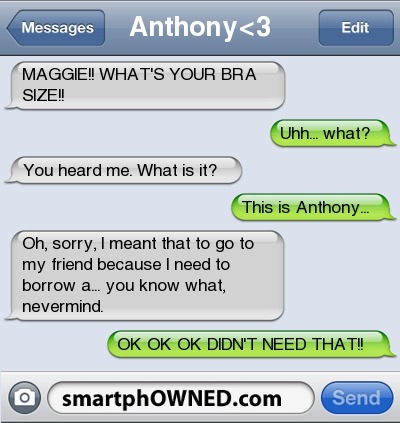 Messages
Anthony<3
Edit
MAGGIE!! WHAT'S YOUR BRA
SIZE!!
Uhh... what?
You heard me. What is it?
This is Anthony...
Oh, sorry, I meant that to go to
my friend because I need to
borrow a... you know what,
nevermind.
OK OK OK DIDN'T NEED THAT!!
smartphOWNED.com
Send